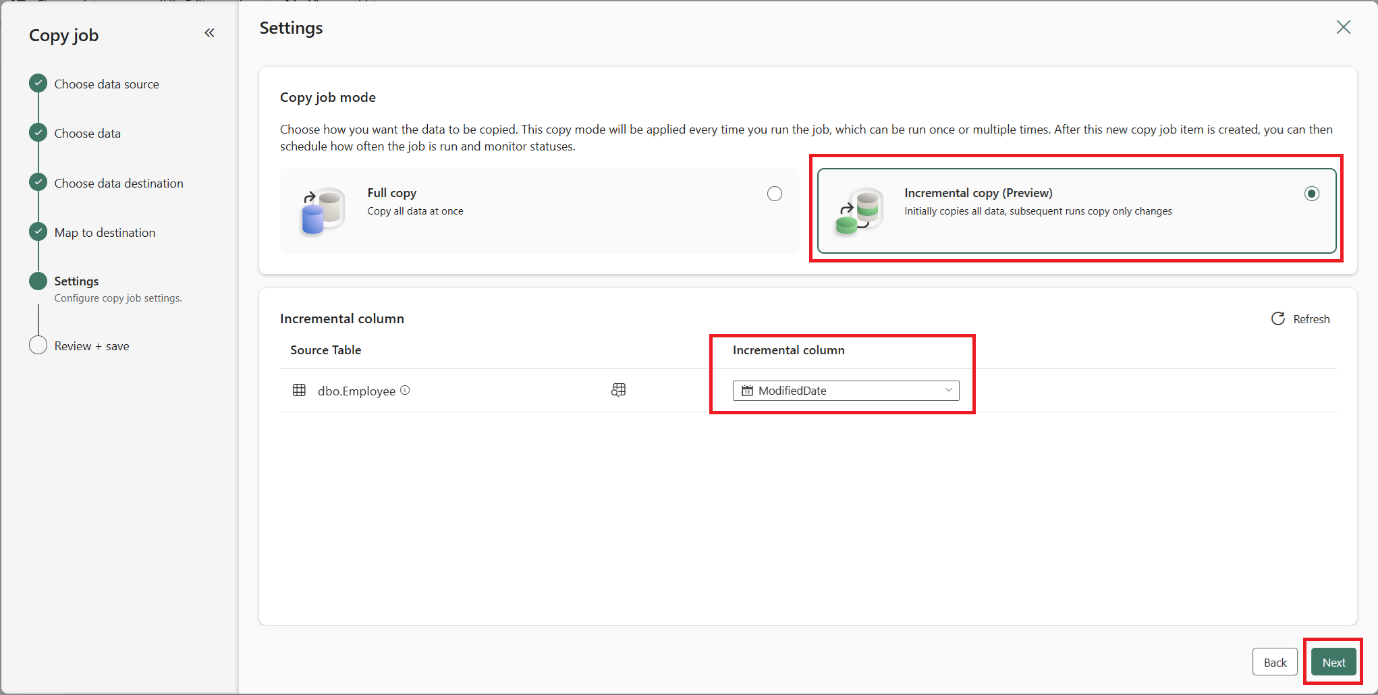 Copy job
Choose data source
Choose data
Choose data destination
Map to destination
Settings
Configure copy job settings.
Review + save
Settings
Copy job mode
Choose how you want the data to be copied. This copy mode will be applied every time you run the job, which can be run once or multiple times. After this new copy job item is created, you can then
schedule how often the job is run and monitor statuses.
Full copy
Copy all data at once
Incremental copy (Preview)
Initially copies all data, subsequent runs copy only changes
Incremental column
Refresh
Source Table
Incremental column
dbo.Employee
ModifiedDate
Back
Next